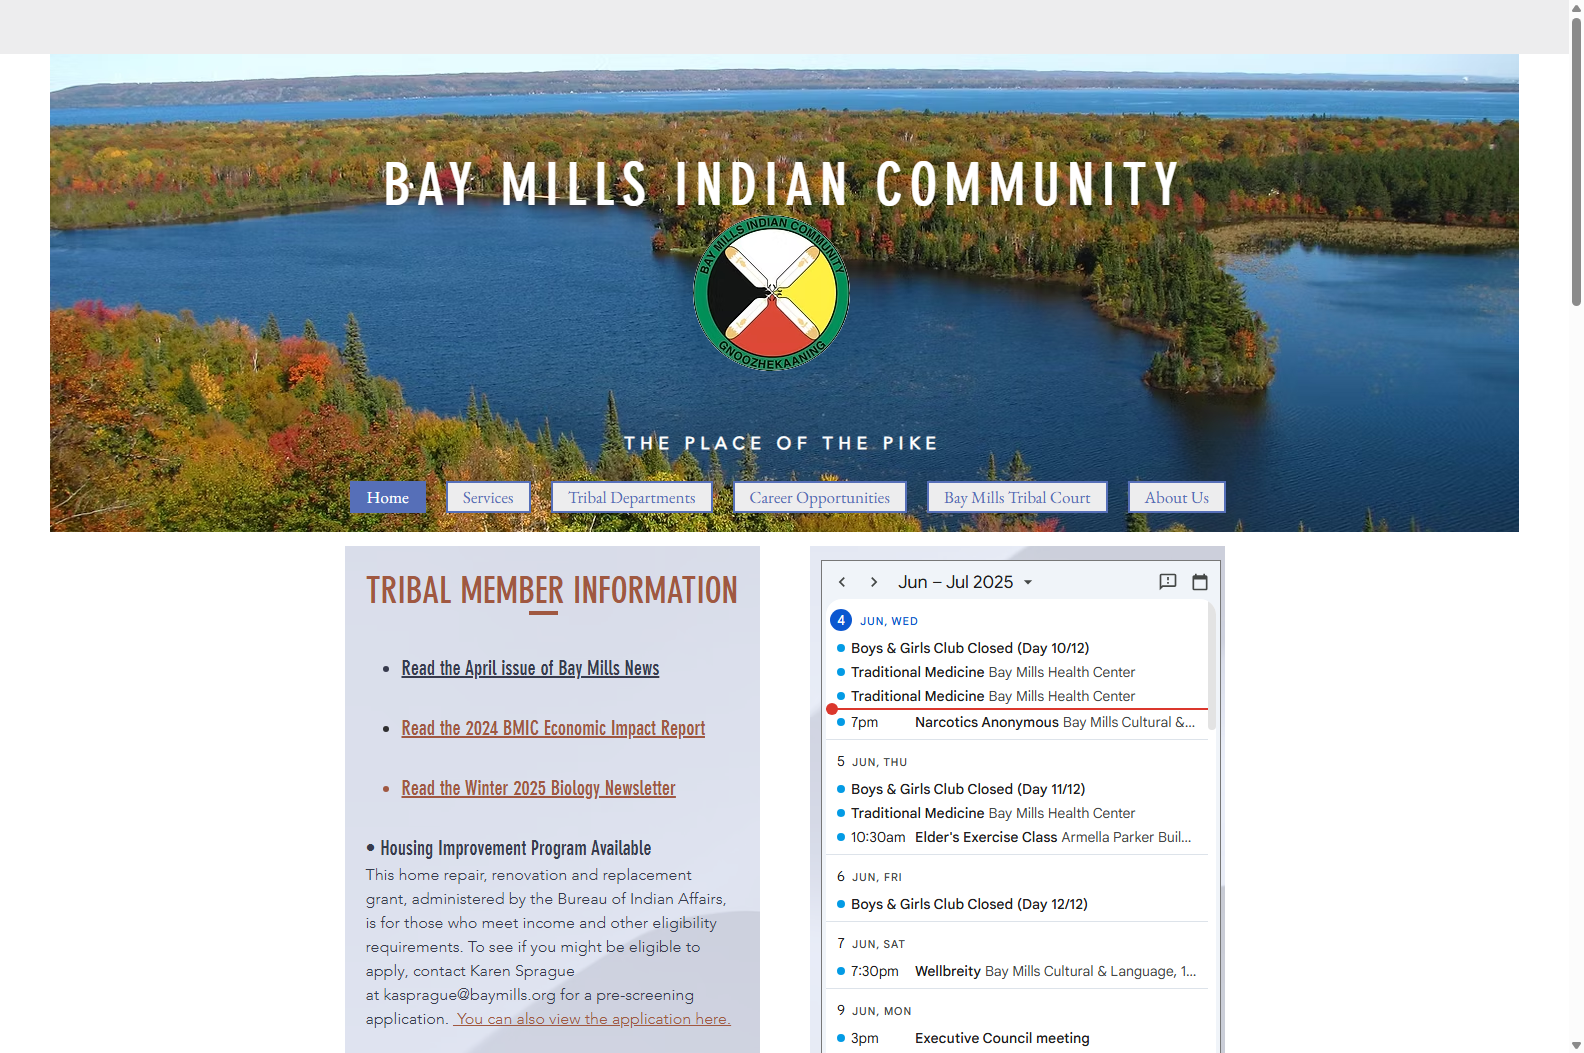 BAY MILLS INDIAN COMMUNITY
BAY MILLS INDIAN COMMUNITY
GNOOZHEKAANING
THE PLACE OF THE PIKE
Home
Services
Tribal Departments
Career Opportunities
Bay Mills Tribal Court
About Us
TRIBAL MEMBER INFORMATION
• Read the April issue of Bay Mills News
• Read the 2024 BMIC Economic Impact Report
• Read the Winter 2025 Biology Newsletter
• Housing Improvement Program Available
This home repair, renovation and replacement
grant, administered by the Bureau of Indian Affairs,
is for those who meet income and other eligibility
requirements. To see if you might be eligible to
apply, contact Karen Sprague
at kasprague@baymills.org for a pre-screening
application. You can also view the application here.
Jun – Jul 2025
4 JUN, WED
Boys & Girls Club Closed (Day 10/12)
Traditional Medicine Bay Mills Health Center
Traditional Medicine Bay Mills Health Center
7pm Narcotics Anonymous Bay Mills Cultural &...
5 JUN, THU
Boys & Girls Club Closed (Day 11/12)
Traditional Medicine Bay Mills Health Center
10:30am Elder's Exercise Class Armella Parker Buil...
6 JUN, FRI
Boys & Girls Club Closed (Day 12/12)
7 JUN, SAT
7:30pm Wellbreity Bay Mills Cultural & Language, 1...
9 JUN, MON
3pm Executive Council meeting